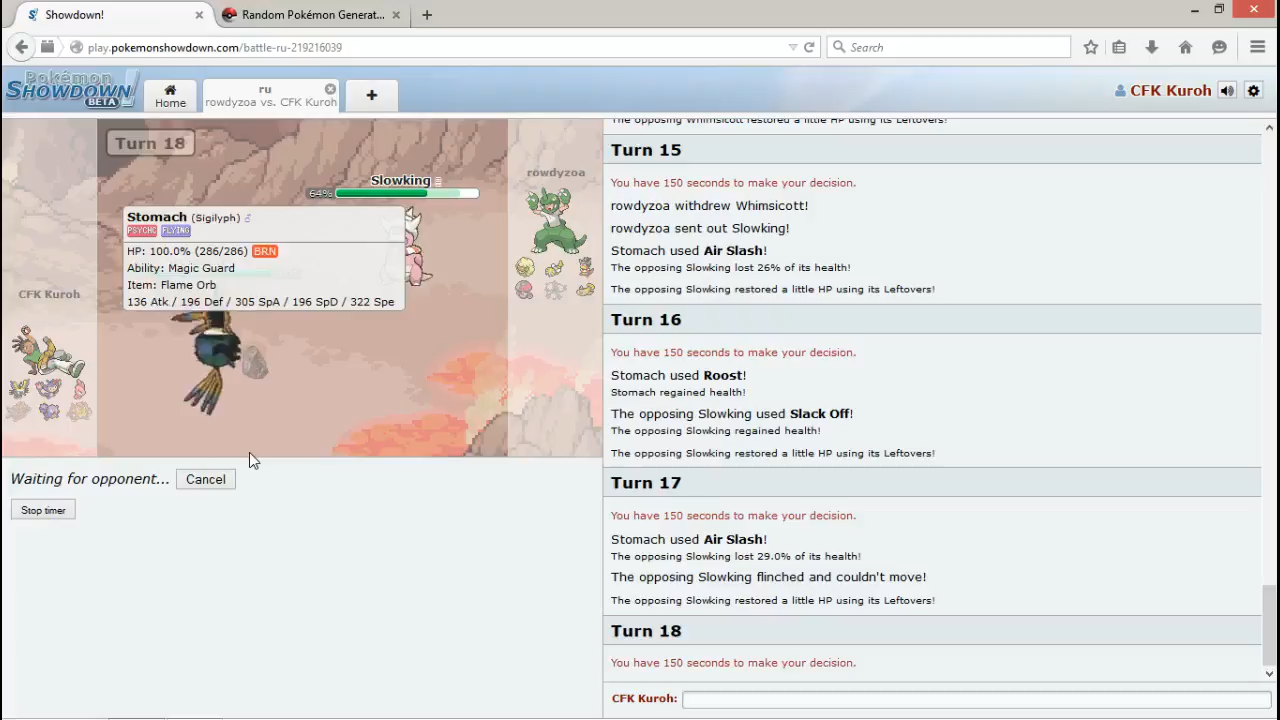 Showdown!
Random Pokémon Generat...
play.pokemonshowdown.com/battle-ru-219216039
Search
Pokémon
SHOWDOWN
BETA
Home
ru
rowdyzoa vs. CFK Kuroh
CFK Kuroh
Turn 18
Slowking
64%
rowdyzoa
CFK Kuroh
Stomach (Sigilyph)
PSYCHC FLYING
HP: 100.0% (286/286) BRN
Ability: Magic Guard
Item: Flame Orb
136 Atk / 196 Def / 305 SpA / 196 SpD / 322 Spe
Waiting for opponent... Cancel
Stop timer
The opposing Whimsicott restored a little HP using its Leftovers!
Turn 15
You have 150 seconds to make your decision.
rowdyzoa withdrew Whimsicott!
rowdyzoa sent out Slowking!
Stomach used Air Slash!
The opposing Slowking lost 26% of its health!
The opposing Slowking restored a little HP using its Leftovers!
Turn 16
You have 150 seconds to make your decision.
Stomach used Roost!
Stomach regained health!
The opposing Slowking used Slack Off!
The opposing Slowking regained health!
The opposing Slowking restored a little HP using its Leftovers!
Turn 17
You have 150 seconds to make your decision.
Stomach used Air Slash!
The opposing Slowking lost 29.0% of its health!
The opposing Slowking flinched and couldn't move!
The opposing Slowking restored a little HP using its Leftovers!
Turn 18
You have 150 seconds to make your decision.
CFK Kuroh: